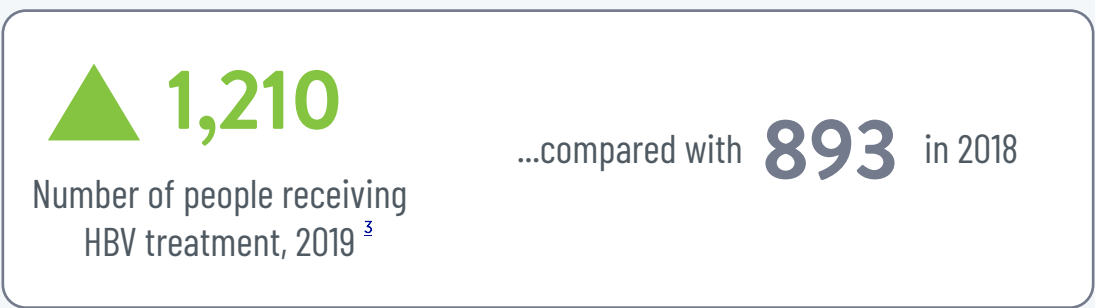 1,210
Number of people receiving
HBV treatment, 2019 3
...compared with 893 in 2018